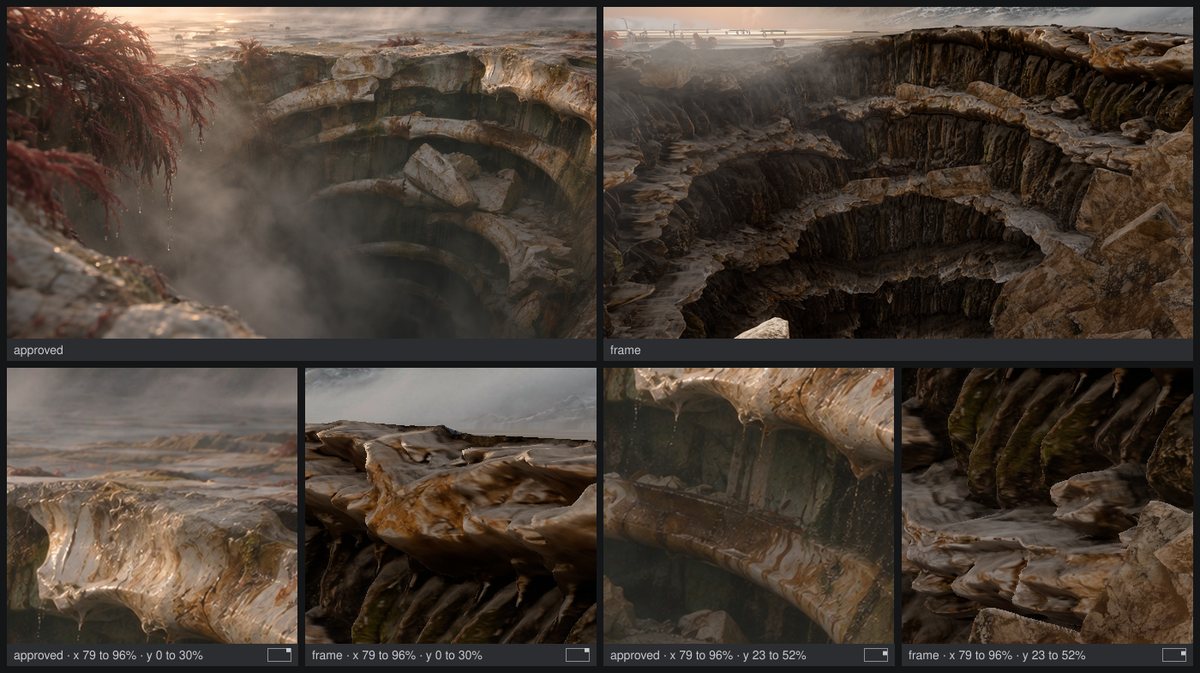 approved
frame
approved · x 79 to 96% · y 0 to 30%
frame · x 79 to 96% · y 0 to 30%
approved · x 79 to 96% · y 23 to 52%
frame · x 79 to 96% · y 23 to 52%